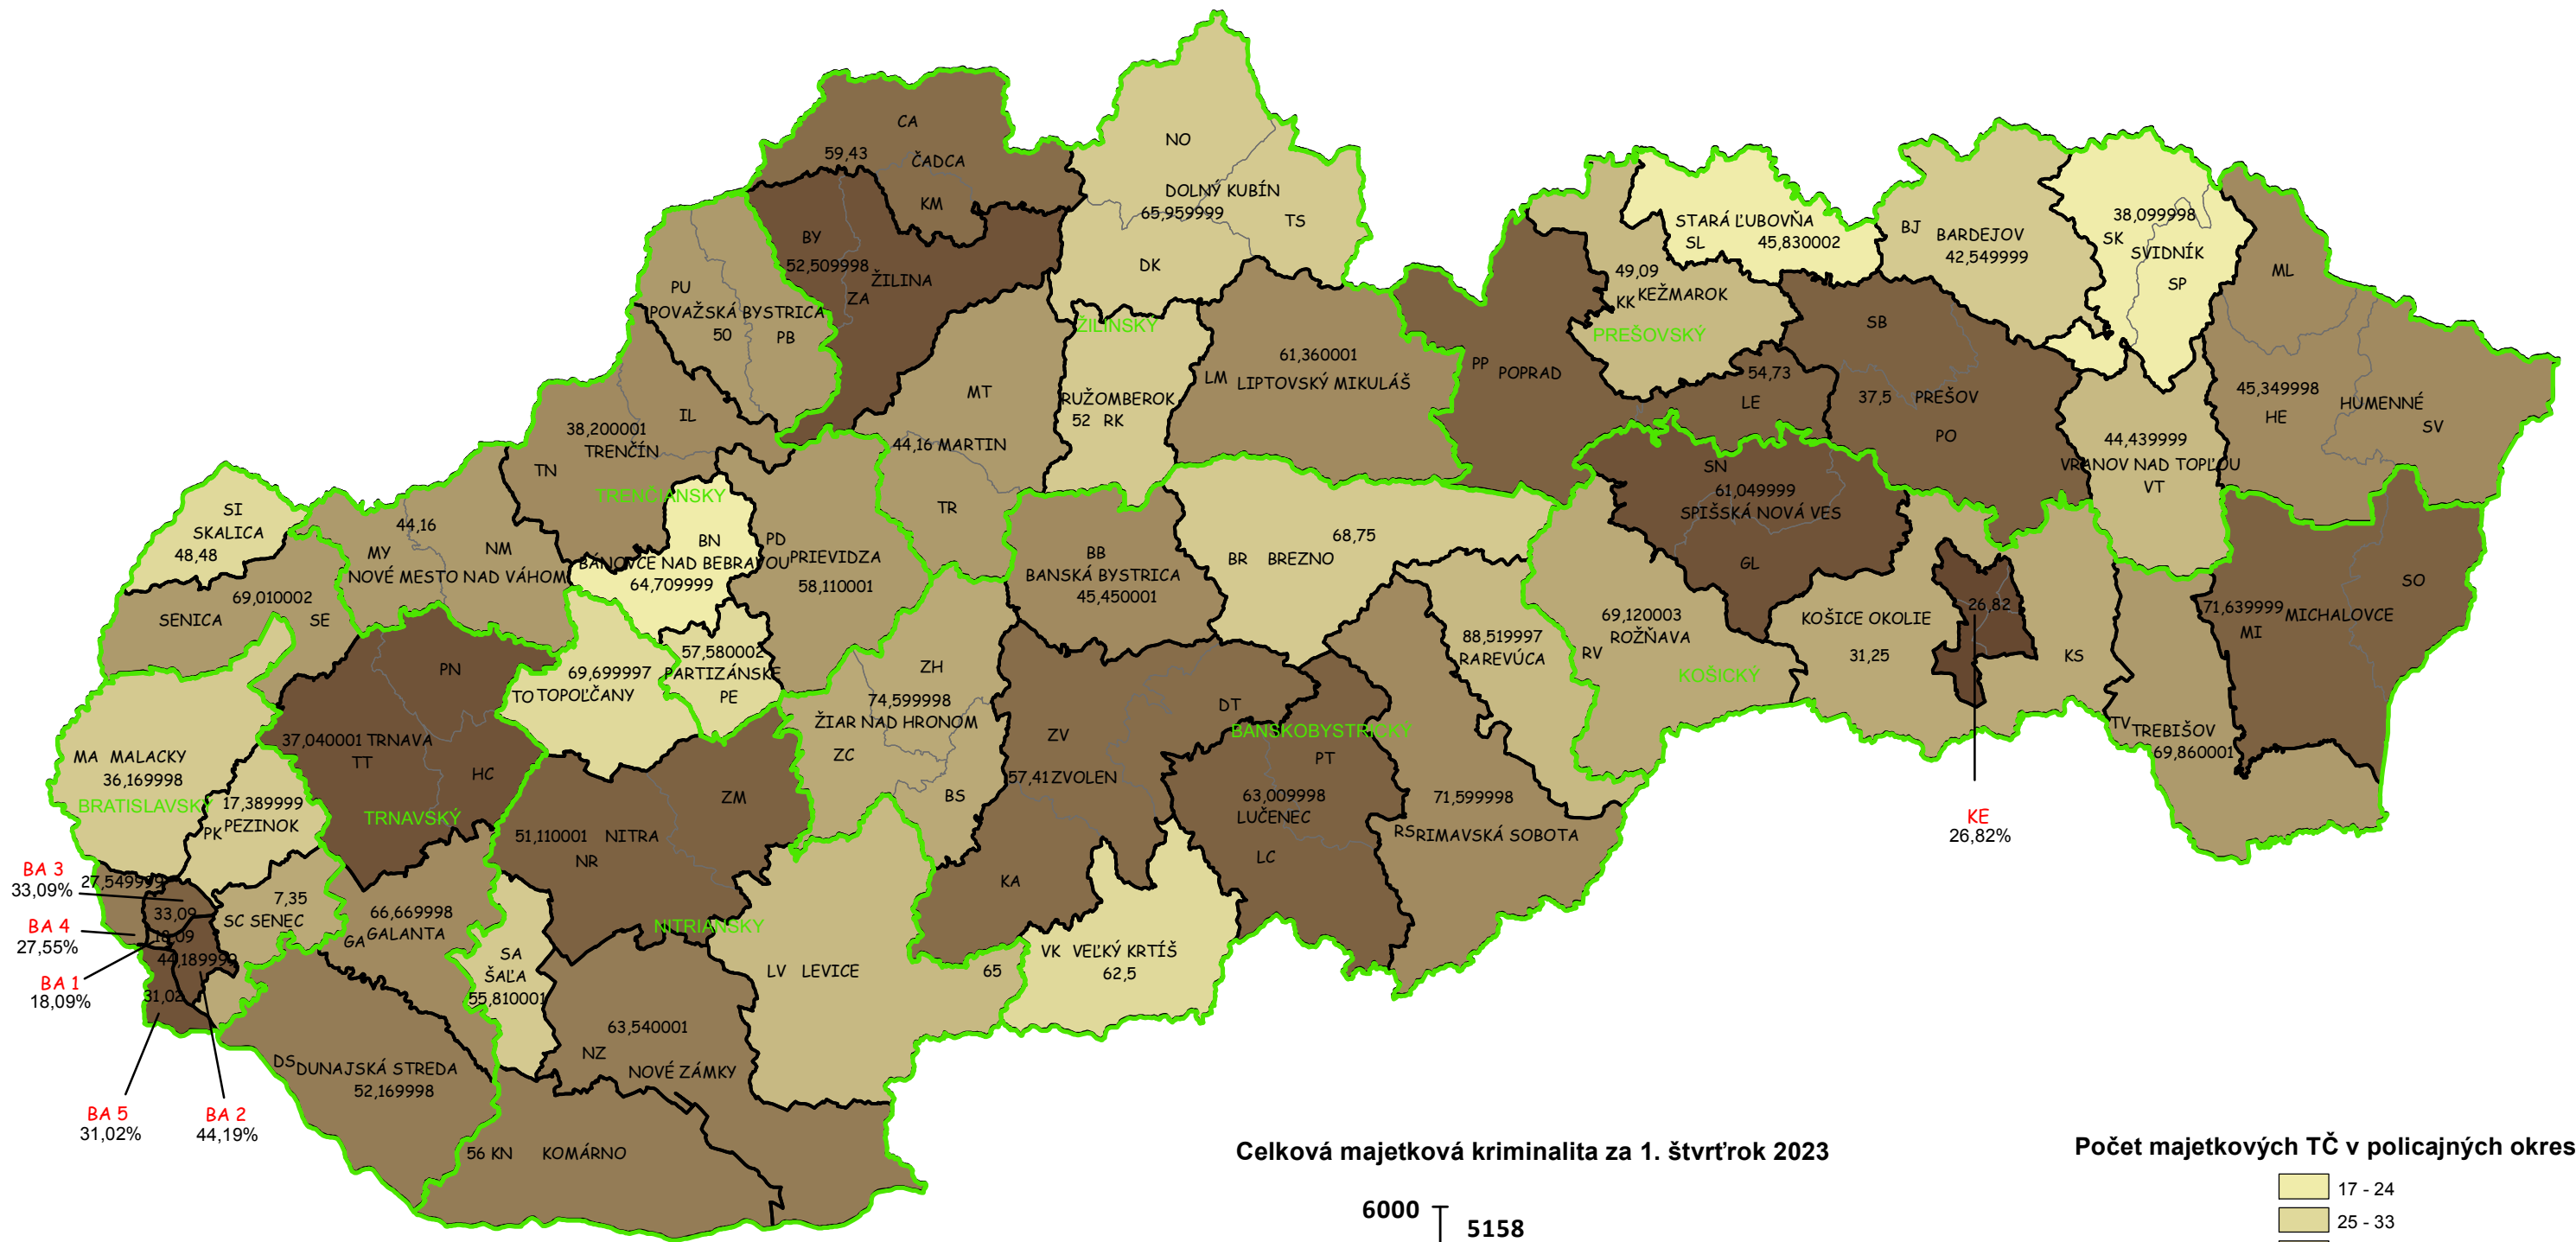 CA
59,43
ČADCA
KM
NO
DOLNÝ KUBÍN
65,959999
TS
DK
BY
52,509998
ŽILINA
ZA
PU
POVAŽSKÁ BYSTRICA
50
PB
STARÁ ĽUBOVŇA
SL
45,830002
BJ
BARDEJOV
42,549999
38,099998
SK
SVIDNÍK
SP
ML
49,09
KK
KEŽMAROK
PREŠOVSKÝ
ŽILINSKÝ
61,360001
LM
LIPTOVSKÝ MIKULÁŠ
PP
POPRAD
54,73
LE
SB
37,5
PREŠOV
PO
45,349998
HE
HUMENNÉ
SV
MT
RUŽOMBEROK
52 RK
44,16 MARTIN
TR
IL
38,200001
TRENČÍN
TN
TRENČIANSKY
44,439999
VRANOV NAD TOPĽOU
VT
SN
61,049999
SPIŠSKÁ NOVÁ VES
GL
SI
SKALICA
48,48
44,16
MY
NM
NOVÉ MESTO NAD VÁHOM
BN
BÁNOVCE NAD BEBRAVOU
64,709999
PD
PRIEVIDZA
58,110001
BB
BANSKÁ BYSTRICA
45,450001
68,75
BR BREZNO
69,010002
SENICA
SE
88,519997
RA REVÚCA
69,120003
ROŽŇAVA
RV
KOŠICKÝ
KOŠICE OKOLIE
31,25
26,82
KS
71,639999
MICHALOVCE
MI
SO
PN
69,699997
TO TOPOĽČANY
57,580002
PARTIZÁNSKE
PE
ZH
74,599998
ŽIAR NAD HRONOM
ZC
BS
DT
BANSKOBYSTRICKÝ
PT
ZV
57,41 ZVOLEN
TV
TREBIŠOV
69,860001
MA MALACKY
36,169998
BRATISLAVSKÝ
37,040001 TRNAVA
TT
HC
TRNAVSKÝ
17,389999
PK
PEZINOK
ZM
51,110001 NITRA
NR
NITRIANSKY
63,009998
LUČENEC
LC
71,599998
RS RIMAVSKÁ SOBOTA
KE
26,82%
BA 3
33,09%
27,549999
33,09
BA 4
27,55%
18,09
44,189999
BA 1
18,09%
31,02
7,35
SC SENEC
66,669998
GA GALANTA
KA
SA
ŠAĽA
55,810001
LV LEVICE
65
VK VEĽKÝ KRTÍŠ
62,5
63,540001
NZ
NOVÉ ZÁMKY
DS DUNAJSKÁ STREDA
52,169998
BA 5
31,02%
BA 2
44,19%
56 KN KOMÁRNO
Celková majetková kriminalita za 1. štvrťrok 2023
6000
5158
Počet majetkových TČ v policajných okres
17 - 24
25 - 33